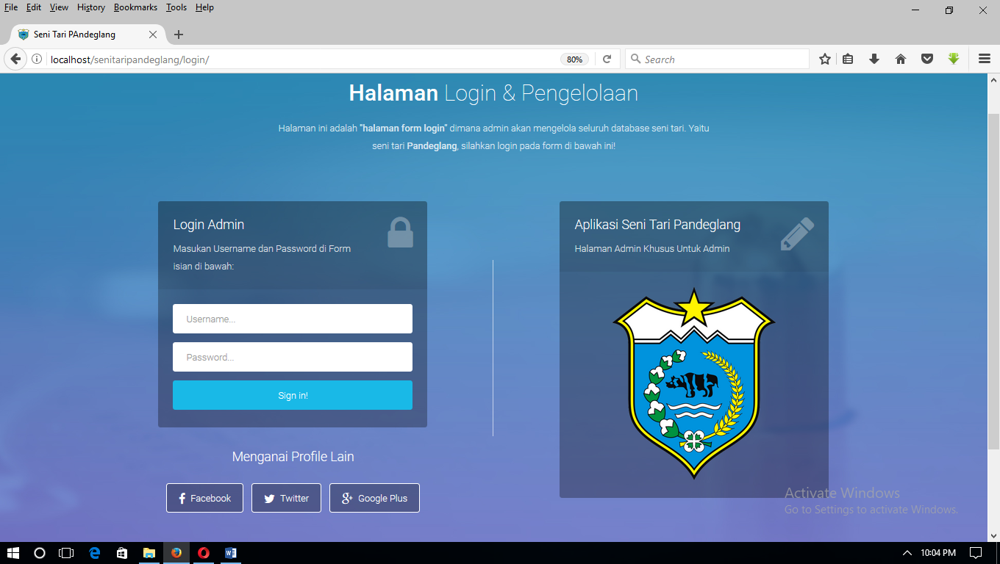 File Edit View History Bookmarks Tools Help
Seni Tari PAndeglang
localhost/senitaripandeglang/login/
80%
Search
Halaman Login & Pengelolaan
Halaman ini adalah "halaman form login" dimana admin akan mengelola seluruh database seni tari. Yaitu
seni tari Pandeglang, silahkan login pada form di bawah ini!
Login Admin
Masukan Username dan Password di Form
isian di bawah:
Username...
Password...
Sign in!
Menganai Profile Lain
Facebook Twitter Google Plus
Aplikasi Seni Tari Pandeglang
Halaman Admin Khusus Untuk Admin
Activate Windows
Go to Settings to activate Windows.
10:04 PM